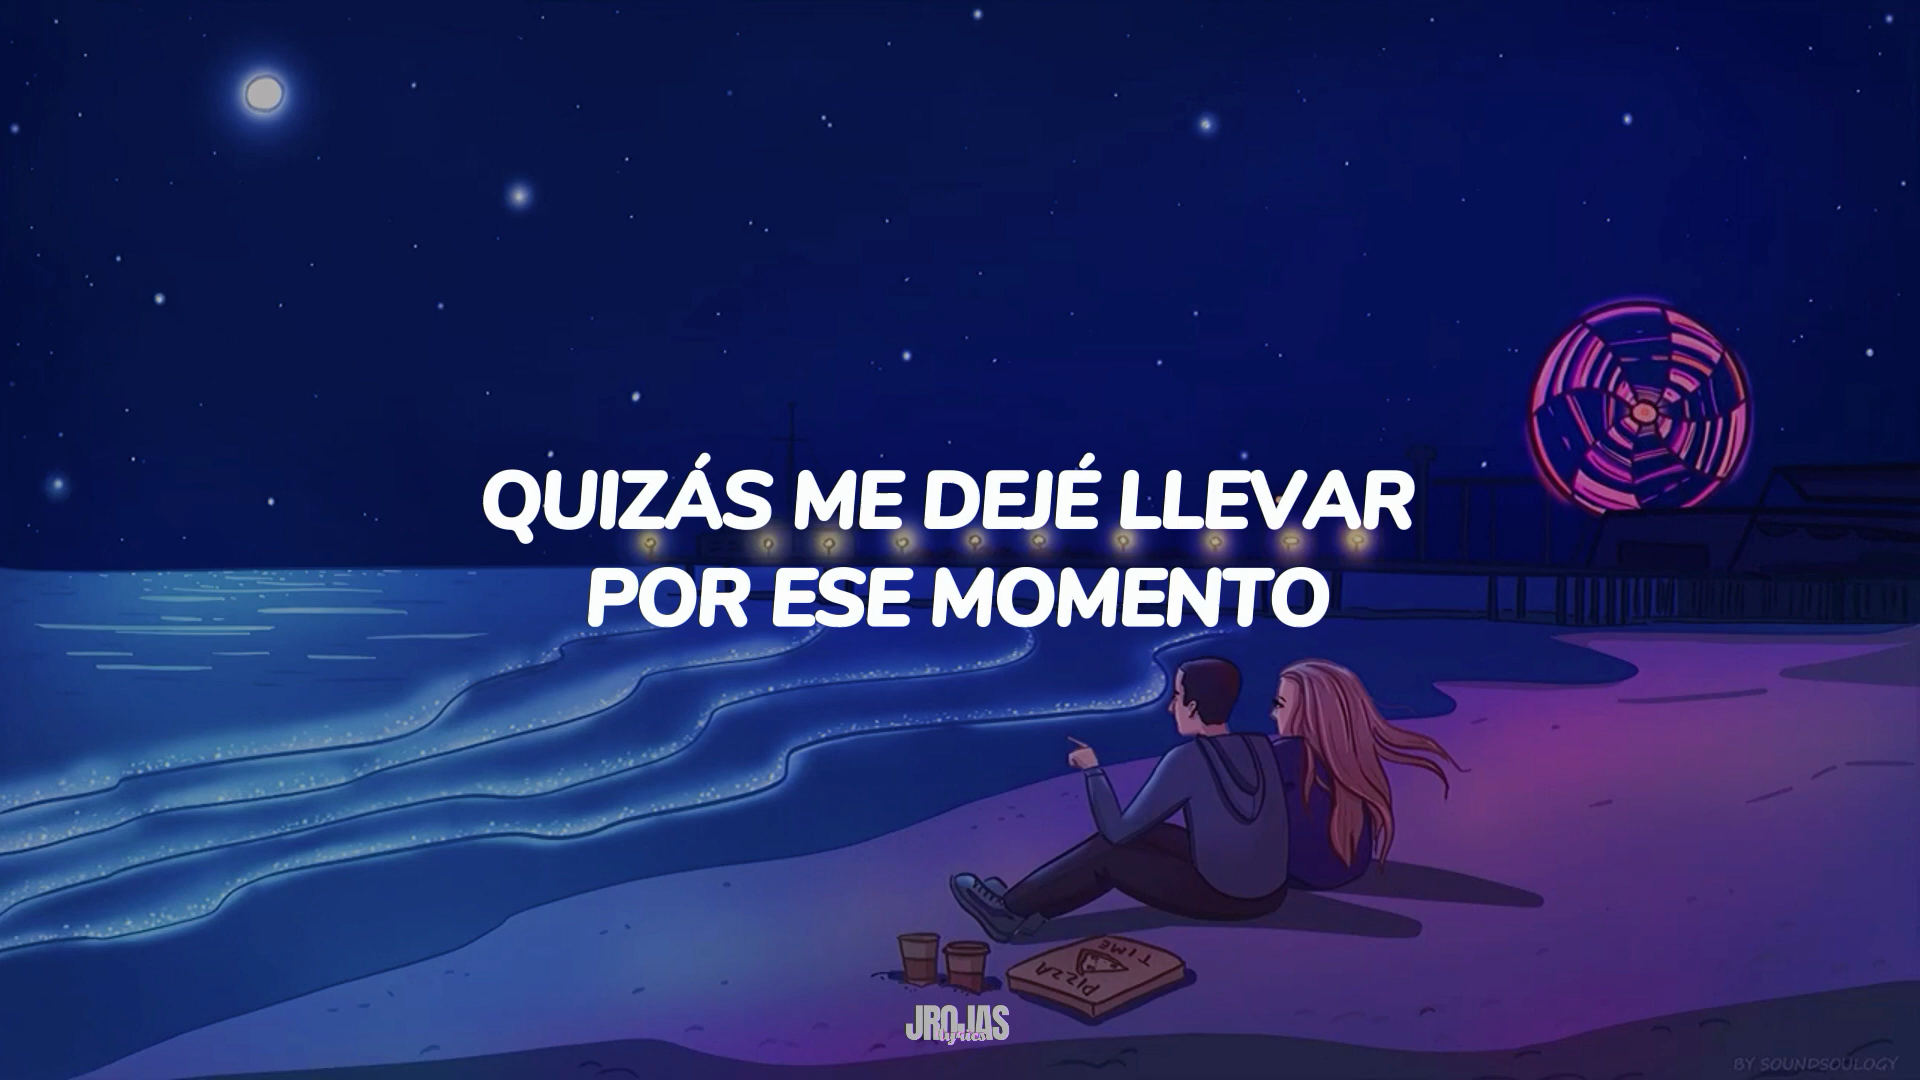 QUIZÁS ME DEJÉ LLEVAR
POR ESE MOMENTO
PIZZA
TIME
JROJAS
lyrics
BY SOUNDSOULOGY